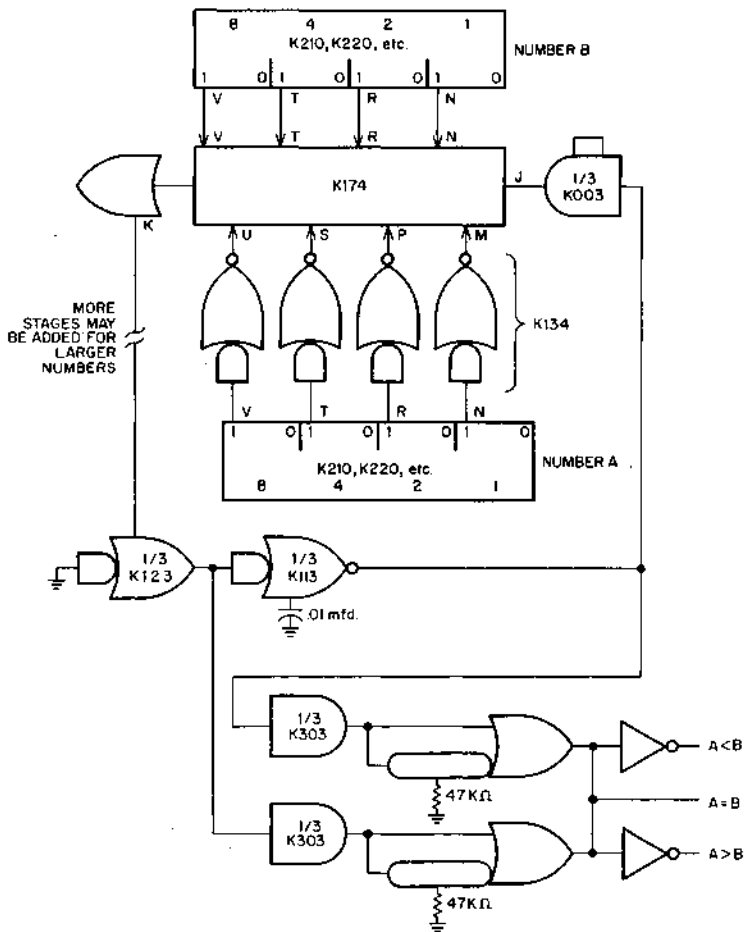 8 4 2 1
K210, K220, etc.
NUMBER B
1 0 1 0 1 0 1 0
V T R N
V T R N
K174
J
1/3
K003
K
U S P M
MORE
STAGES MAY
BE ADDED FOR
LARGER
NUMBERS
K134
V T R N
1 0 1 0 1 0 1 0
K210, K220, etc.
NUMBER A
8 4 2 1
1/3
K123
1/3
K113
.01 mfd.
1/3
K303
A<B
47KΩ
A=B
1/3
K303
A>B
47KΩ